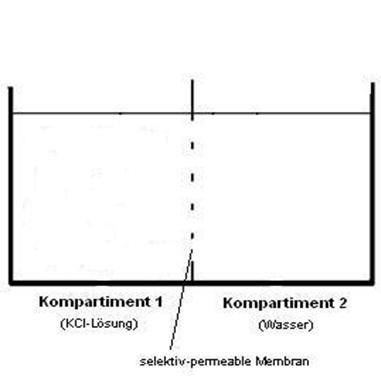 Kompartiment 1
(KCl-Lösung)
Kompartiment 2
(Wasser)
selektiv-permeable Membran